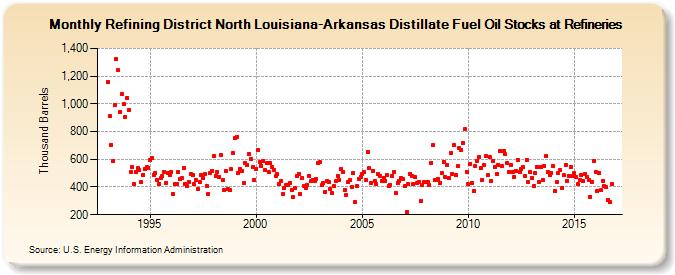 Monthly Refining District North Louisiana-Arkansas Distillate Fuel Oil Stocks at Refineries
Thousand Barrels
1,400
1,200
1,000
800
600
400
200
1995 2000 2005 2010 2015
Source: U.S. Energy Information Administration